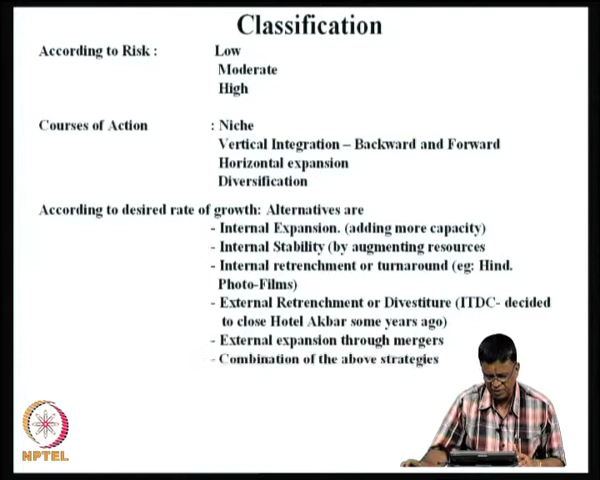 Classification
According to Risk : Low
Moderate
High
Courses of Action : Niche
Vertical Integration – Backward and Forward
Horizontal expansion
Diversification
According to desired rate of growth: Alternatives are
- Internal Expansion. (adding more capacity)
- Internal Stability (by augmenting resources
- Internal retrenchment or turnaround (eg: Hind.
Photo-Films)
- External Retrenchment or Divestiture (ITDC- decided
to close Hotel Akbar some years ago)
- External expansion through mergers
- Combination of the above strategies
NPTEL